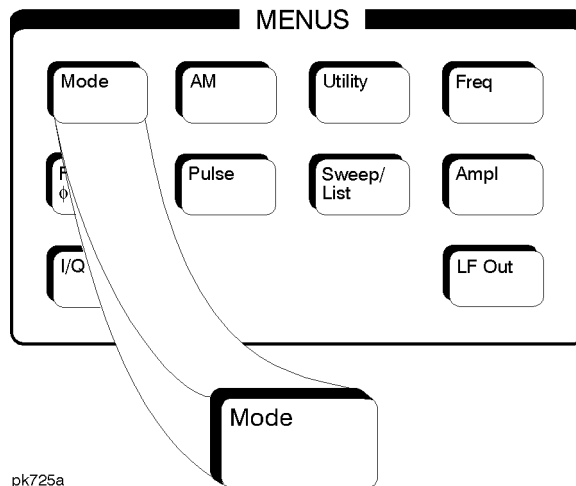 MENUS
Mode
AM
Utility
Freq
F
φ
Pulse
Sweep/
List
Ampl
I/Q
LF Out
Mode
pk725a